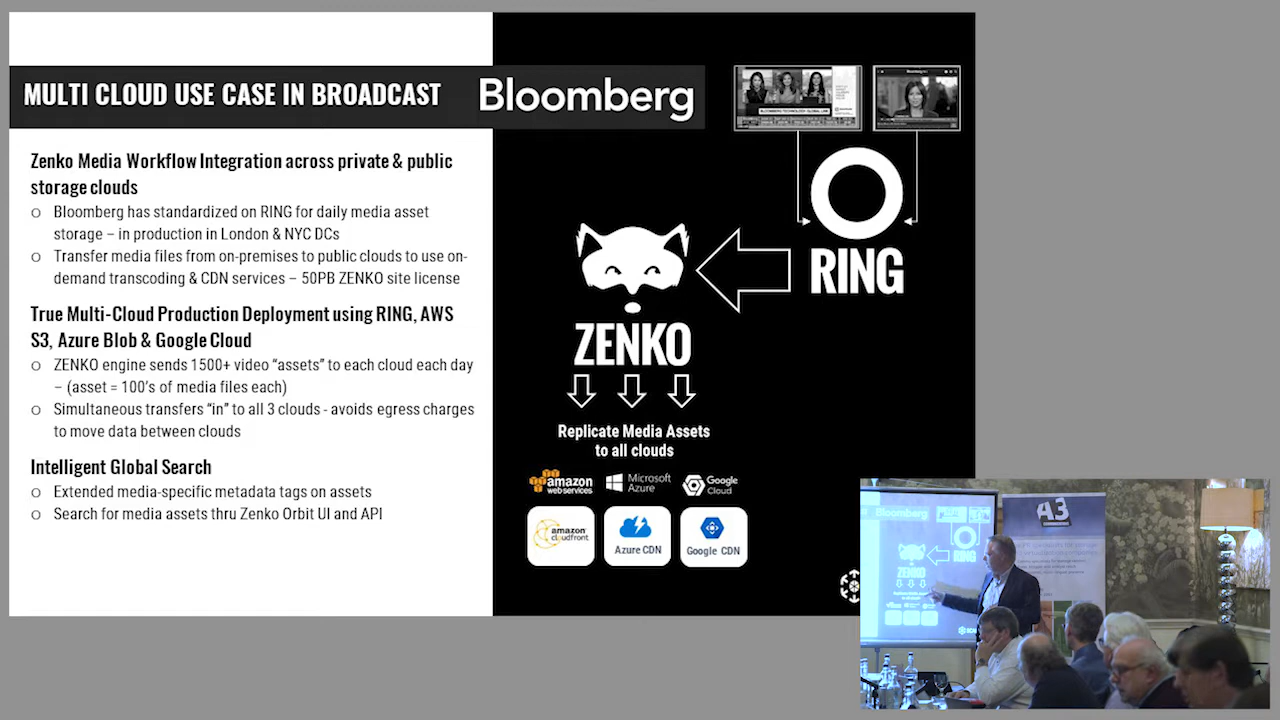 MULTI CLOUD USE CASE IN BROADCAST
Bloomberg
Zenko Media Workflow Integration across private & public
storage clouds
o Bloomberg has standardized on RING for daily media asset
storage – in production in London & NYC DCs
o Transfer media files from on-premises to public clouds to use on-
demand transcoding & CDN services – 50PB ZENKO site license
True Multi-Cloud Production Deployment using RING, AWS
S3, Azure Blob & Google Cloud
o ZENKO engine sends 1500+ video “assets” to each cloud each day
– (asset = 100’s of media files each)
o Simultaneous transfers “in” to all 3 clouds - avoids egress charges
to move data between clouds
Intelligent Global Search
o Extended media-specific metadata tags on assets
o Search for media assets thru Zenko Orbit UI and API
RING
ZENKO
Replicate Media Assets
to all clouds
amazon
webservices
Microsoft
Azure
Google
Cloud
amazon
cloudfront
Azure CDN
Google CDN
Bloomberg
RING
ZENKO
A3